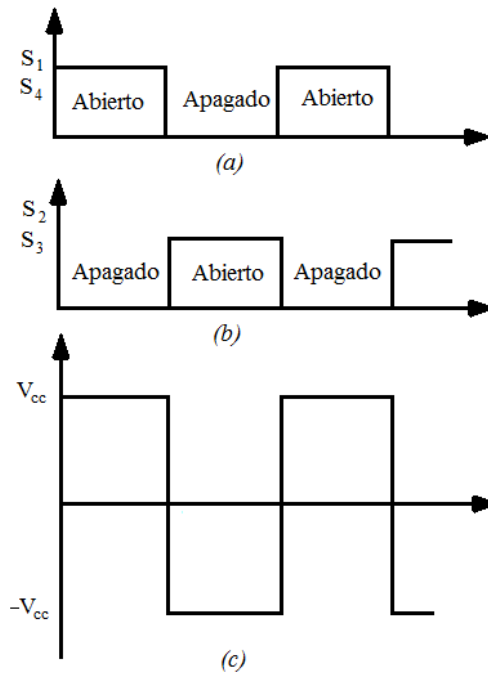 S1
S4
Abierto Apagado Abierto
(a)
S2
S3
Apagado Abierto Apagado
(b)
Vcc
–Vcc
(c)